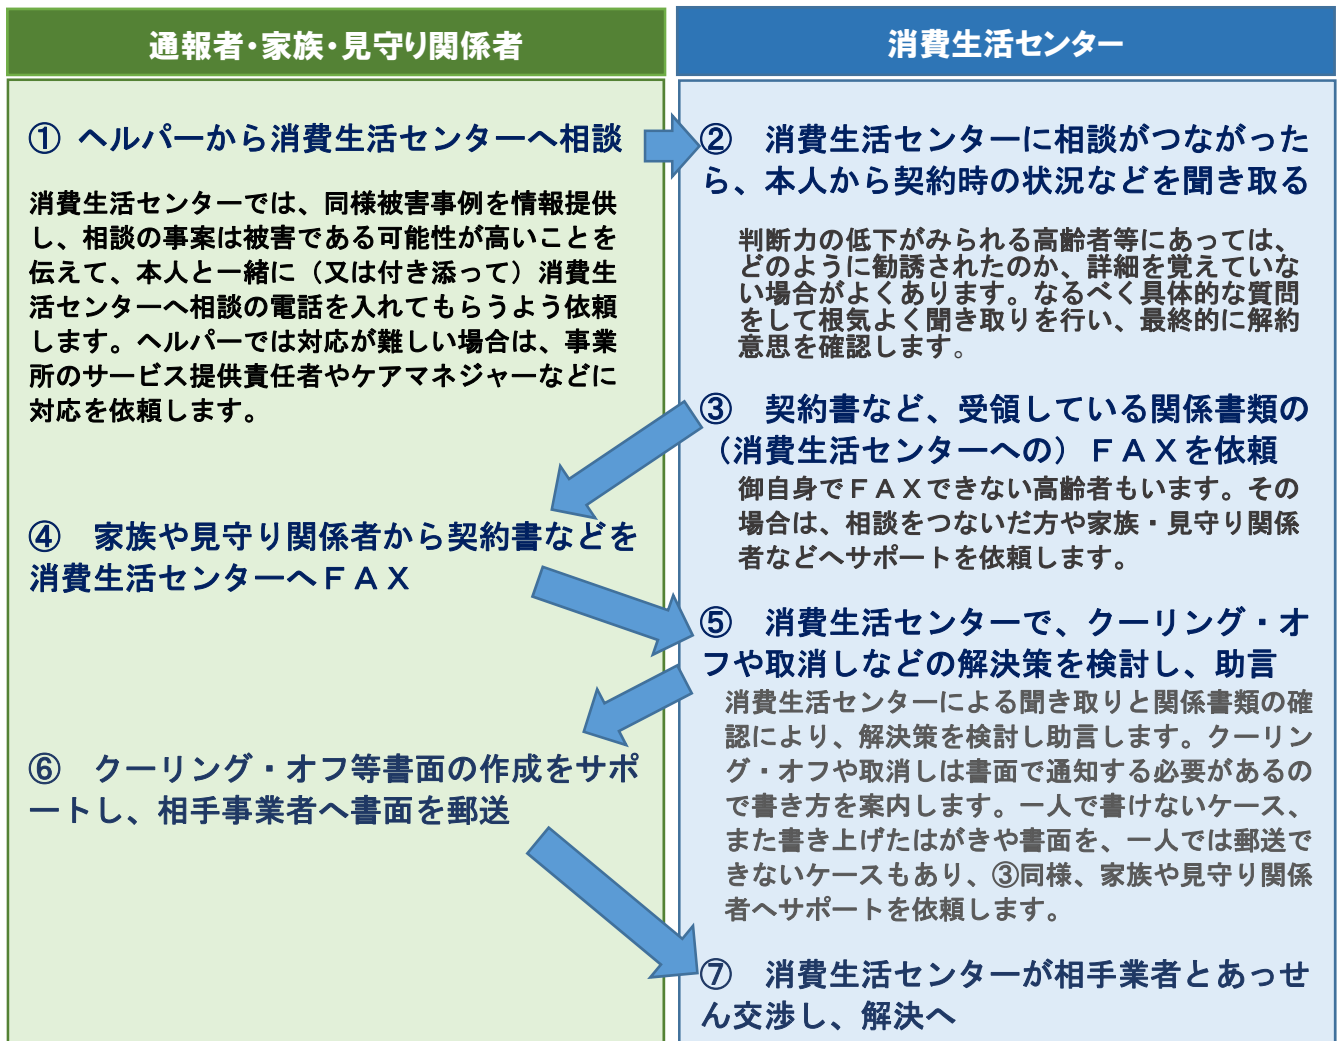 通報者・家族・見守り関係者
① ヘルパーから消費生活センターへ相談
消費生活センターでは、同様被害事例を情報提供
し、相談の事案は被害である可能性が高いことを
伝えて、本人と一緒に（又は付き添って）消費生
活センターへ相談の電話を入れてもらうよう依頼
します。ヘルパーでは対応が難しい場合は、事業
所のサービス提供責任者やケアマネジャーなどに
対応を依頼します。
④　家族や見守り関係者から契約書などを
消費生活センターへＦＡＸ
⑥　クーリング・オフ等書面の作成をサポ
ートし、相手事業者へ書面を郵送
消費生活センター
②　消費生活センターに相談がつながった
ら、本人から契約時の状況などを聞き取る
判断力の低下がみられる高齢者等にあっては、
どのように勧誘されたのか、詳細を覚えていな
い場合がよくあります。なるべく具体的な質問
をして根気よく聞き取りを行い、最終的に解約
意思を確認します。
③　契約書など、受領している関係書類の
（消費生活センターへの）ＦＡＸを依頼
御自身でＦＡＸできない高齢者もいます。その
場合は、相談をつないだ方や家族・見守り関係
者などへサポートを依頼します。
⑤　消費生活センターで、クーリング・オ
フや取消しなどの解決策を検討し、助言
消費生活センターによる聞き取りと関係書類の確
認により、解決策を検討し助言します。クーリン
グ・オフや取消しは書面で通知する必要があるの
で書き方を案内します。一人で書けないケース、
また書き上げたはがきや書面を、一人では郵送で
きないケースもあり、③同様、家族や見守り関係
者へサポートを依頼します。
⑦　消費生活センターが相手業者とあっせ
ん交渉し、解決へ